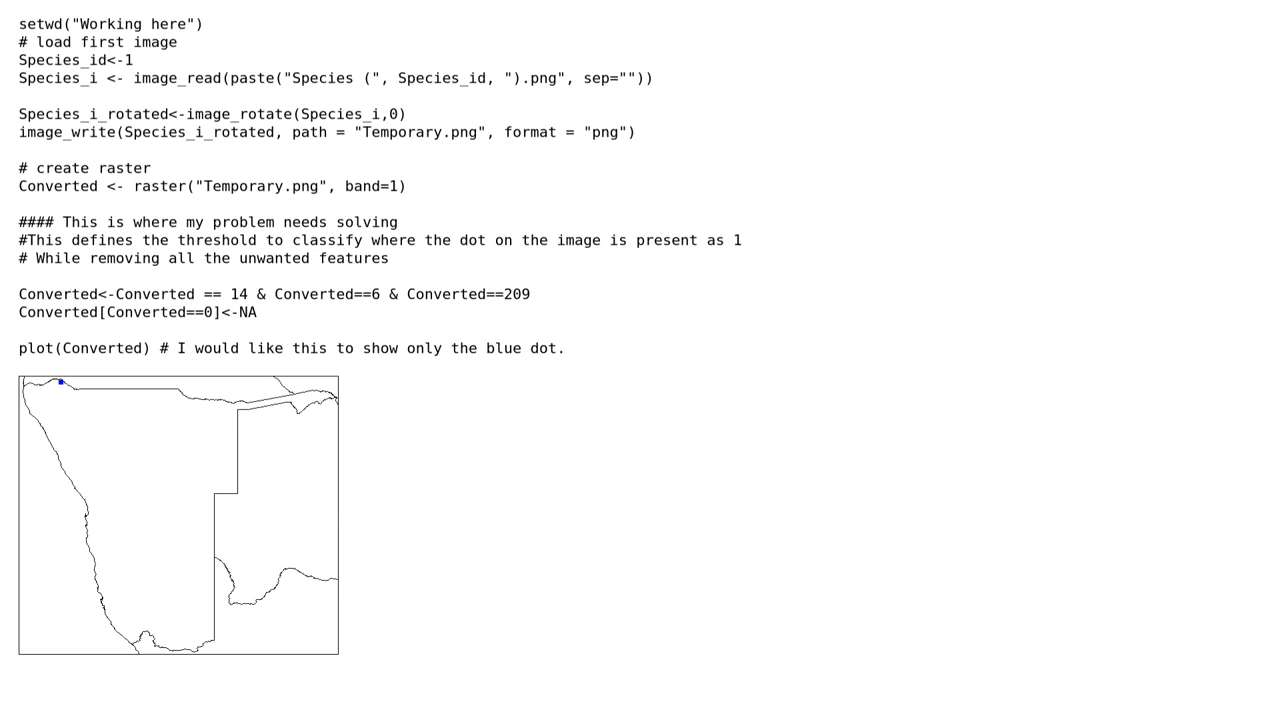 setwd("Working here")
# load first image
Species_id<-1
Species_i <- image_read(paste("Species (", Species_id, ").png", sep=""))
Species_i_rotated<-image_rotate(Species_i,0)
image_write(Species_i_rotated, path = "Temporary.png", format = "png")
# create raster
Converted <- raster("Temporary.png", band=1)
#### This is where my problem needs solving
#This defines the threshold to classify where the dot on the image is present as 1
# While removing all the unwanted features
Converted<-Converted == 14 & Converted==6 & Converted==209
Converted[Converted==0]<-NA
plot(Converted) # I would like this to show only the blue dot.